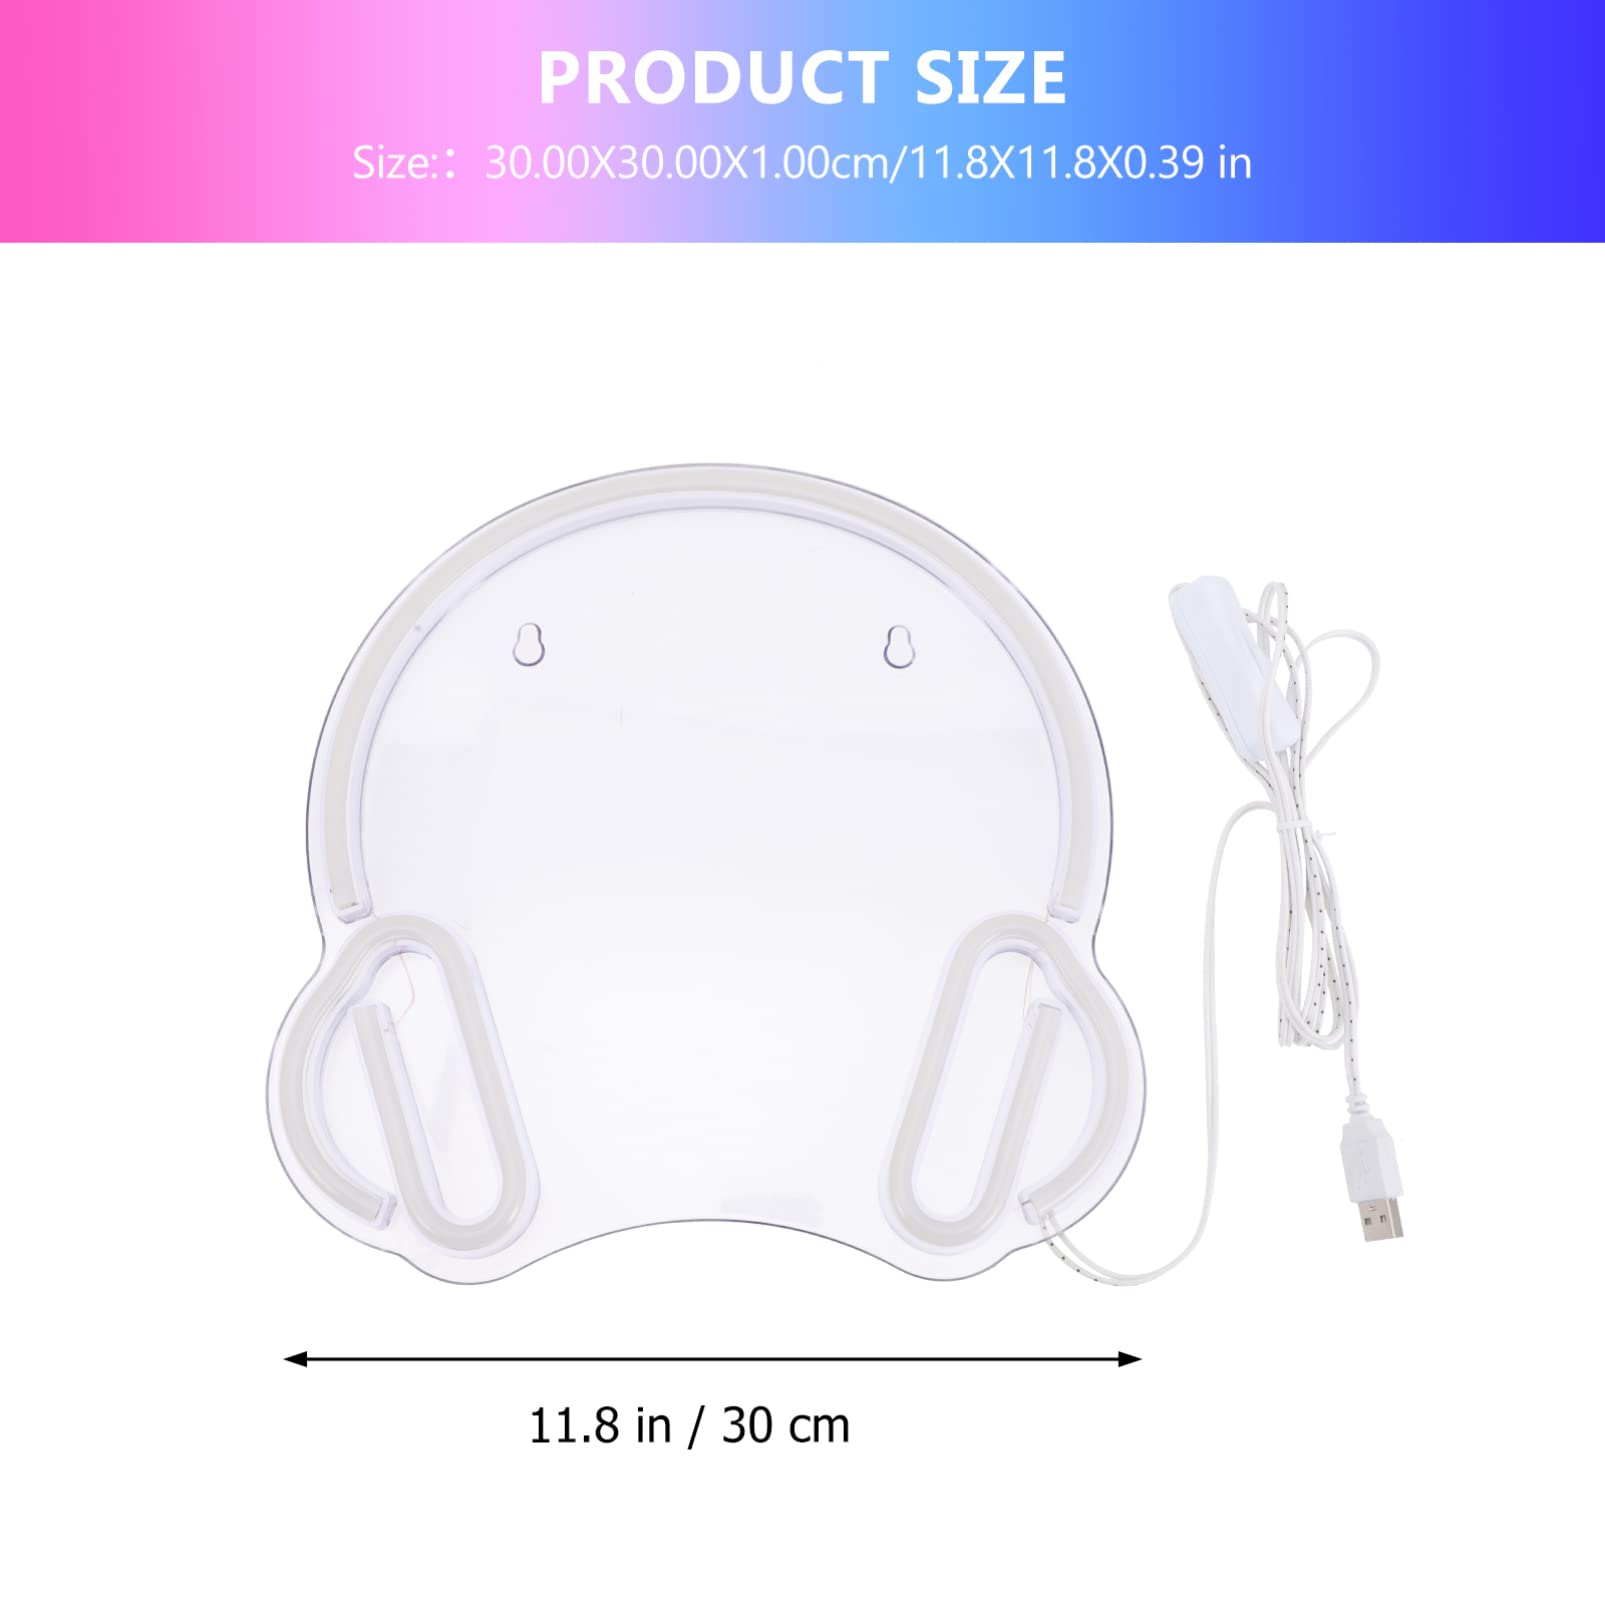 PRODUCT SIZE
Size:：30.00X30.00X1.00cm/11.8X11.8X0.39 in
11.8 in / 30 cm